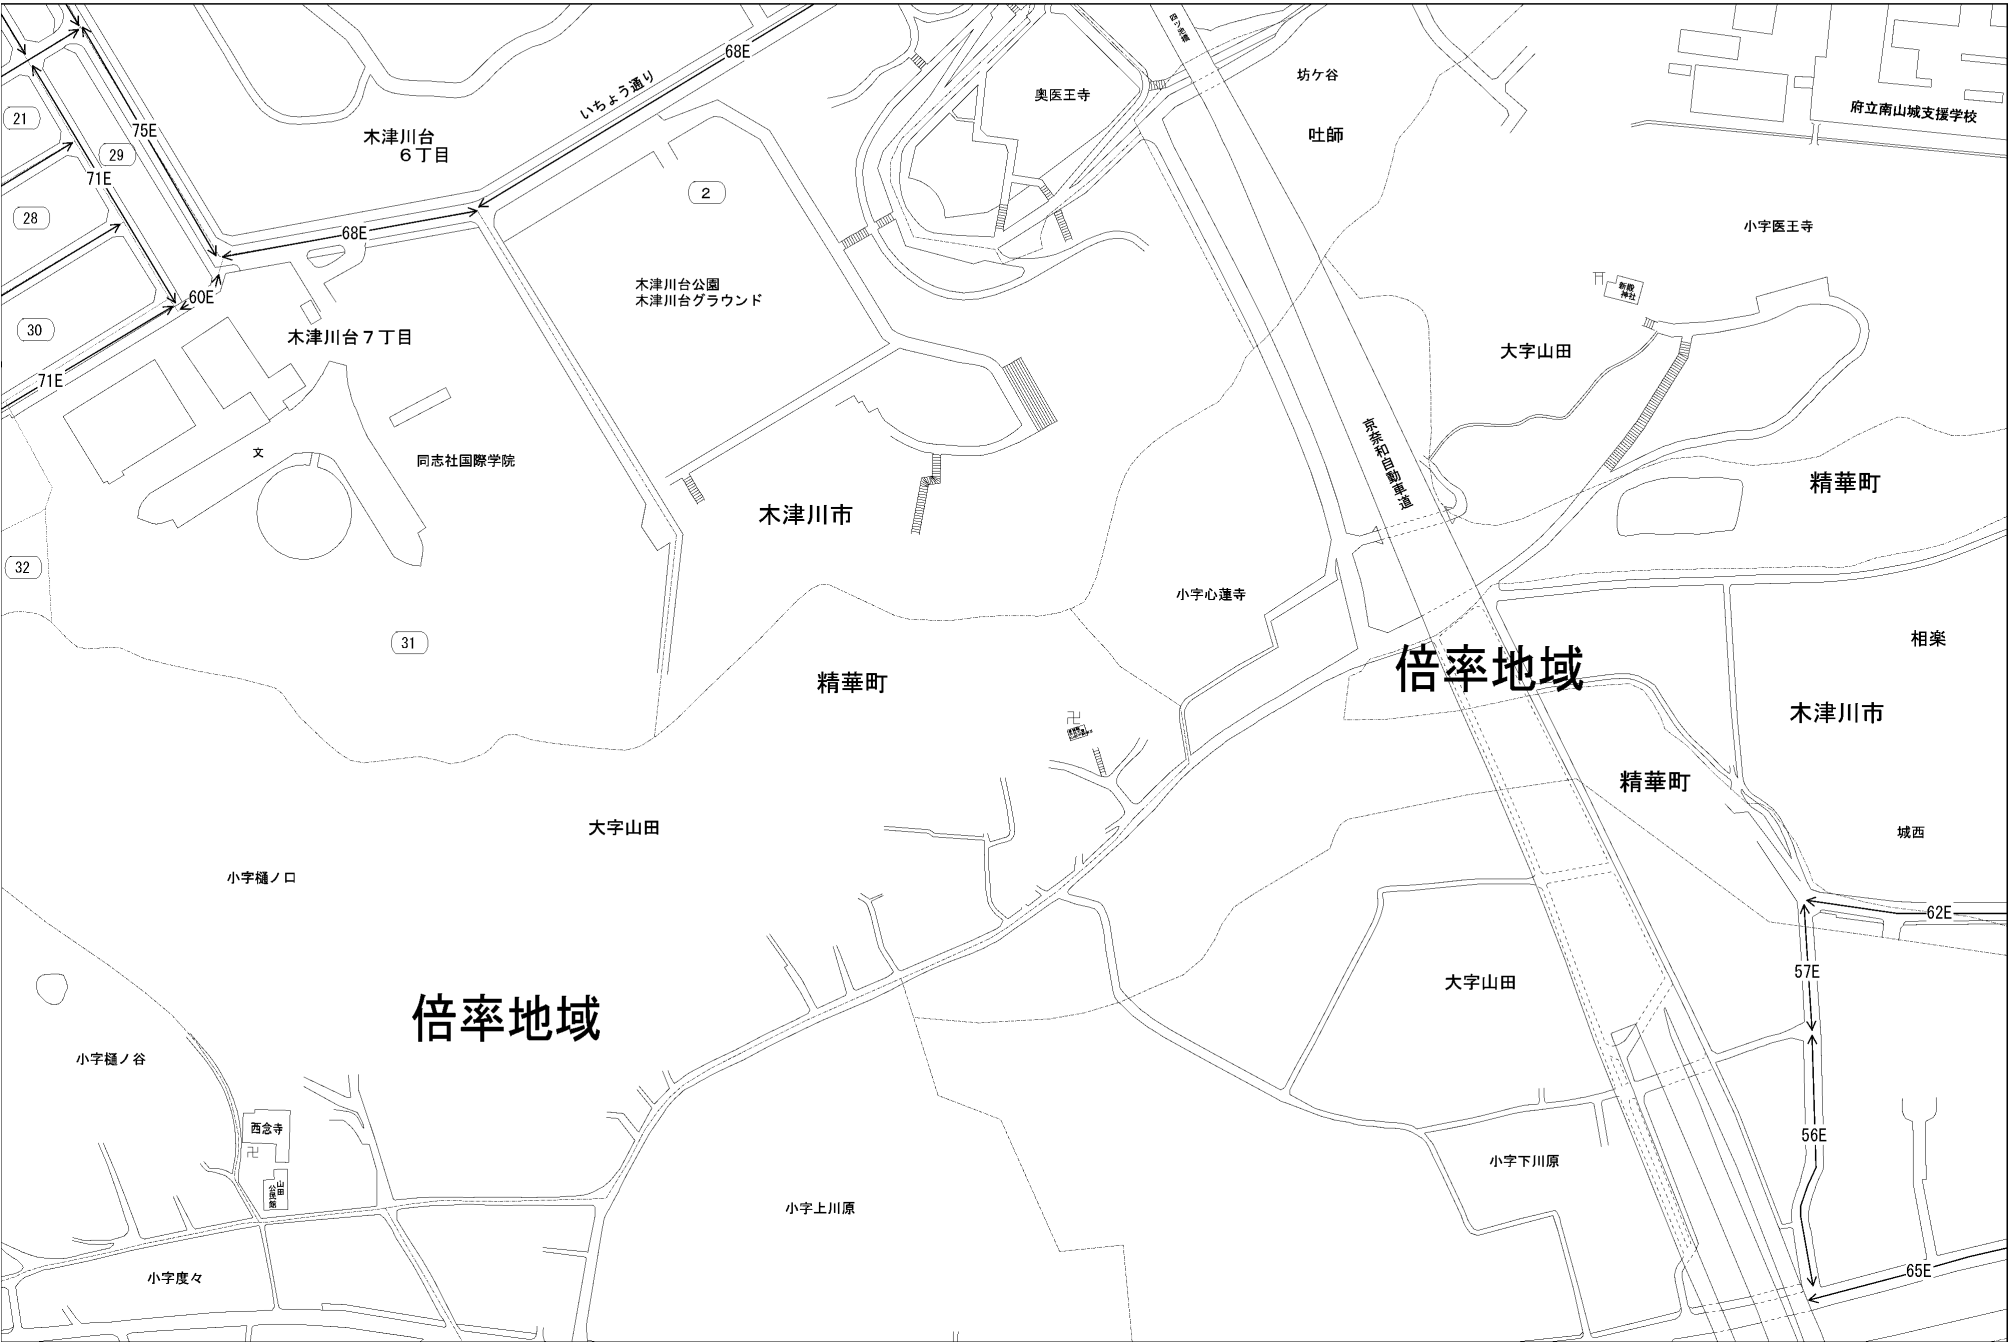 四ツ池橋
68E
いちょう通り
坊ケ谷
奥医王寺
府立南山城支援学校
21
75E
木津川台
6丁目
吐師
29
71E
2
28
68E
小字医王寺
木津川台公園
木津川台グラウンド
新殿
神社
60E
30
木津川台7丁目
大字山田
71E
京奈和自動車道
文
同志社国際学院
精華町
木津川市
32
小字心蓮寺
31
相楽
倍率地域
精華町
木津川市
卍
精華町
大字山田
城西
小字樋ノ口
62E
57E
大字山田
倍率地域
小字樋ノ谷
西念寺
卍
56E
小字下川原
山田
公民館
小字上川原
小字度々
65E